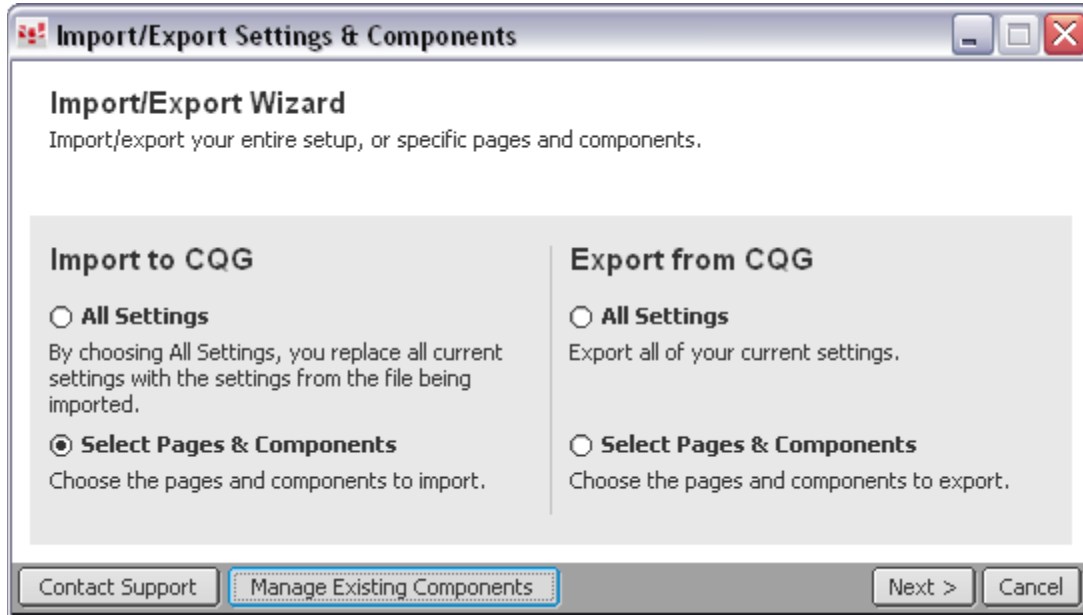 Import/Export Settings & Components
Import/Export Wizard
Import/export your entire setup, or specific pages and components.
Import to CQG
All Settings
By choosing All Settings, you replace all current
settings with the settings from the file being
imported.
Select Pages & Components
Choose the pages and components to import.
Export from CQG
All Settings
Export all of your current settings.
Select Pages & Components
Choose the pages and components to export.
Contact Support
Manage Existing Components
Next >
Cancel